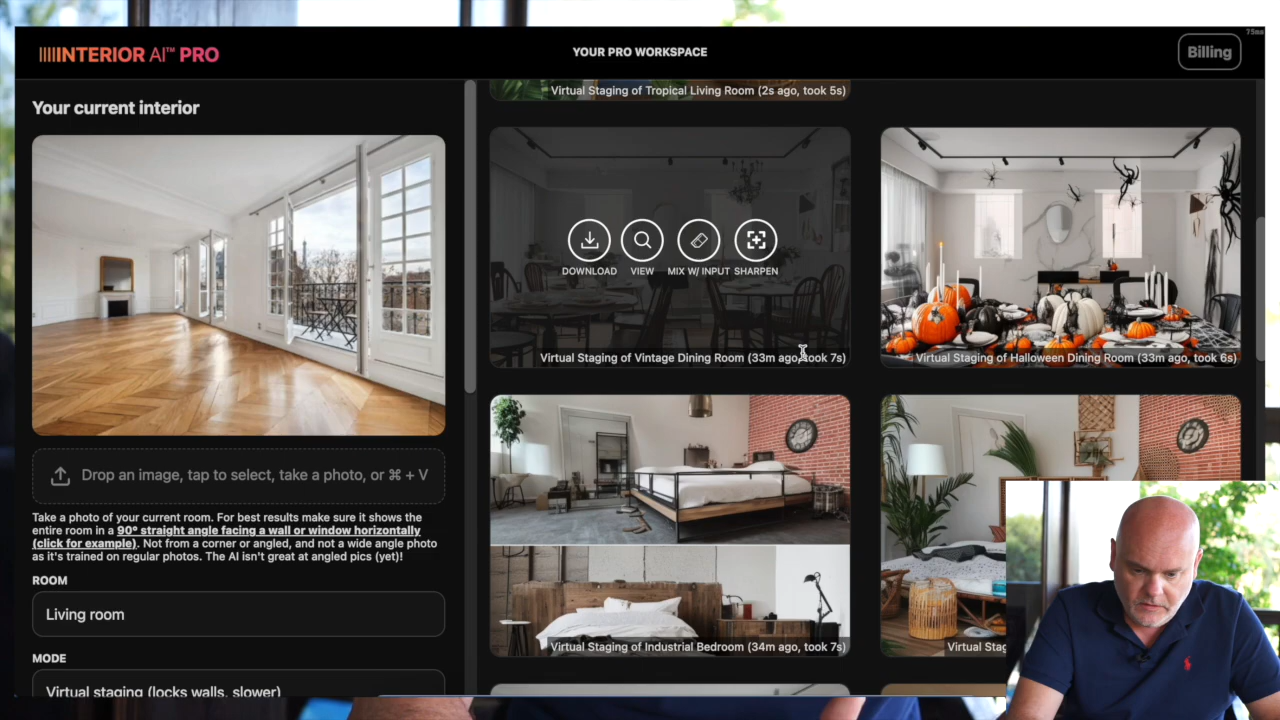 INTERIOR AI™ PRO
YOUR PRO WORKSPACE
Billing
75ms
Your current interior
Drop an image, tap to select, take a photo, or ⌘ + V
Take a photo of your current room. For best results make sure it shows the
entire room in a 90º straight angle facing a wall or window horizontally
(click for example). Not from a corner or angled, and not a wide angle photo
as it's trained on regular photos. The AI isn't great at angled pics (yet)!
ROOM
Living room
MODE
Virtual staging (locks walls, slower)
Virtual Staging of Tropical Living Room (2s ago, took 5s)
DOWNLOAD
VIEW
MIX W/ INPUT
SHARPEN
Virtual Staging of Vintage Dining Room (33m ago, took 7s)
Virtual Staging of Halloween Dining Room (33m ago, took 6s)
Virtual Staging of Industrial Bedroom (34m ago, took 7s)
Virtual